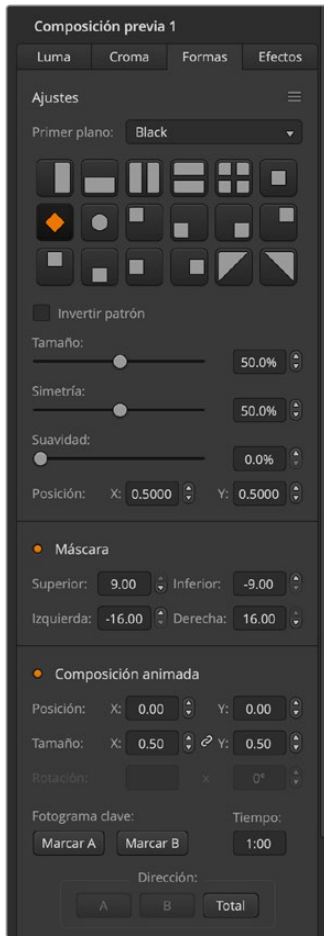 Composición previa 1
Luma Croma Formas Efectos
Ajustes
Primer plano: Black
Invertir patrón
Tamaño:
50.0%
Simetría:
50.0%
Suavidad:
0.0%
Posición: X: 0.5000 Y: 0.5000
Máscara
Superior: 9.00 Inferior: -9.00
Izquierda: -16.00 Derecha: 16.00
Composición animada
Posición: X: 0.00 Y: 0.00
Tamaño: X: 0.50 Y: 0.50
Rotación: x 0°
Fotograma clave: Tiempo:
Marcar A Marcar B 1:00
Dirección:
A B Total